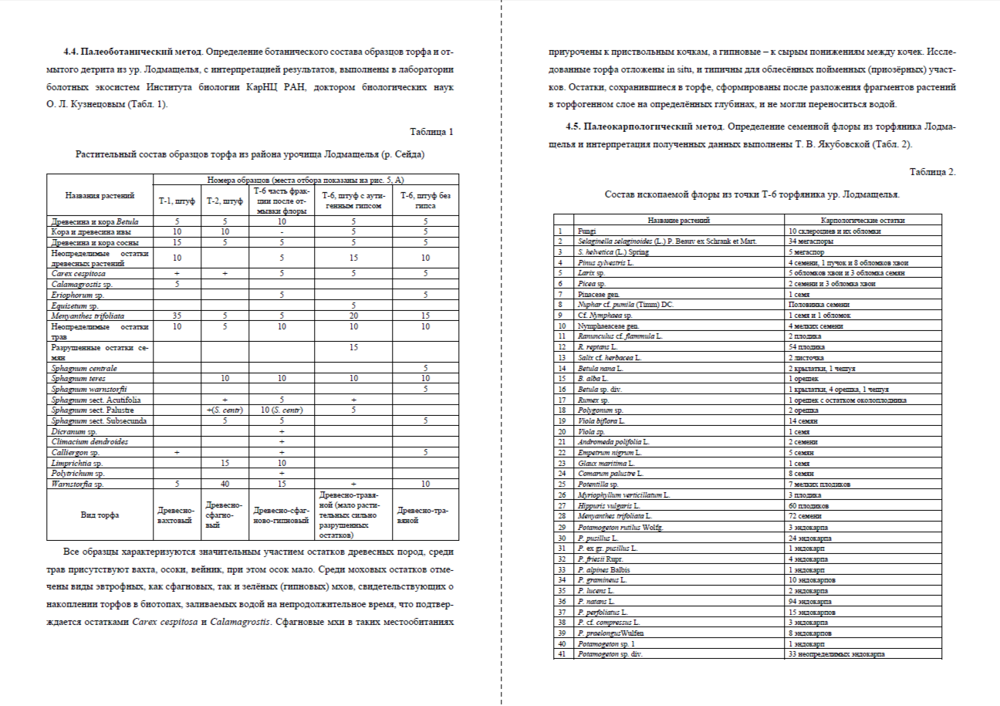 4.4. Палеоботанический метод. Определение ботанического состава образцов торфа и от-
мытого детрита из ур. Лодмащелья, с интерпретацией результатов, выполнены в лаборатории
болотных экосистем Института биологии КарНЦ РАН, доктором биологических наук
О. Л. Кузнецовым (Табл. 1).
Таблица 1
Растительный состав образцов торфа из района урочища Лодмащелья (р. Сейда)
Названия растений | Номера образцов (места отбора показаны на рис. 5, А)
Т-1, штуф | Т-2, штуф | Т-6 часть фрак-ции после от-мывки флоры | Т-6, штуф с аути-генным гипсом | Т-6, штуф без гипса
Древесина и кора Betula | 5 | 5 | 10 | 5 | 5
Кора и древесина ивы | 10 | 10 | - | 5 | 5
Древесина и кора сосны | 15 | 5 | 5 | 5 | 5
Неопределимые остатки древесных растений | 10 | | 5 | 15 | 10
Carex cespitosa | + | + | 5 | 5 | 5
Calamagrostis sp. | 5
Eriophorum sp. | | | 5 | | 5
Equisetum sp. | | | | 5
Menyanthes trifoliata | 35 | 5 | 5 | 20 | 15
Неопределимые остатки трав | 10 | 5 | 10 | 10 | 10
Разрушенные остатки се-мян | | | | 15
Sphagnum centrale | | | | | 5
Sphagnum teres | | 10 | 10 | 10 | 10
Sphagnum warnstorfii | | | | | 5
Sphagnum sect. Acutifolia | | + | 5 | +
Sphagnum sect. Palustre | | +(S. centr) | 10 (S. centr) | 5
Sphagnum sect. Subsecunda | | 5 | 5 | | 5
Dicranum sp. | | | +
Climacium dendroides | | | +
Calliergon sp. | + | | + | | 5
Limprichtia sp. | | 15 | 10
Polytrichum sp. | | | +
Warnstorfia sp. | 5 | 40 | 15 | + | 10
Вид торфа | Древесно-вахтовый | Древесно-сфагно-вый | Древесно-сфаг-ново-гипновый | Древесно-травя-ной (мало расти-тельных сильно разрушенных остатков) | Древесно-тра-вяной
Все образцы характеризуются значительным участием остатков древесных пород, среди
трав присутствуют вахта, осоки, вейник, при этом осок мало. Среди моховых остатков отме-
чены виды эвтрофных, как сфагновых, так и зелёных (гипновых) мхов, свидетельствующих о
накоплении торфов в биотопах, заливаемых водой на непродолжительное время, что подтвер-
ждается остатками Carex cespitosa и Calamagrostis. Сфагновые мхи в таких местообитаниях
приурочены к приствольным кочкам, а гипновые – к сырым понижениям между кочек. Иссле-
дованные торфа отложены in situ, и типичны для облесённых пойменных (приозёрных) участ-
ков. Остатки, сохранившиеся в торфе, сформированы после разложения фрагментов растений
в торфогенном слое на определённых глубинах, и не могли переноситься водой.
4.5. Палеокарпологический метод. Определение семенной флоры из торфяника Лодма-
щелья и интерпретация полученных данных выполнены Т. В. Якубовской (Табл. 2).
Таблица 2.
Состав ископаемой флоры из точки Т-6 торфяника ур. Лодмащелья.
Название растений | Карпологические остатки
1 | Fungi | 10 склероциев и их обломки
2 | Selaginella selaginoides (L.) P. Beauv ex Schrank et Mart. | 34 мегаспоры
3 | S. helvetica (L.) Spring | 5 мегаспор
4 | Pinus sylvestris L. | 4 семени, 1 пучок и 8 обломков хвои
5 | Larix sp. | 5 обломков хвои и 3 обломка семян
6 | Picea sp. | 2 семени и 3 обломка хвои
7 | Pinaceae gen. | 1 семя
8 | Nuphar cf. pumila (Timm) DC. | Половинка семени
9 | Cf. Nymphaea sp. | 1 семя и 1 обломок
10 | Nymphaeaceae gen. | 4 мелких семени
11 | Ranunculus cf. flammula L. | 2 плодика
12 | R. reptans L. | 54 плодика
13 | Salix cf. herbacea L. | 2 листочка
14 | Betula nana L. | 2 крылатки, 1 чешуя
15 | B. alba L. | 1 орешек
16 | Betula sp. div. | 1 крылатки, 4 орешка, 1 чешуя
17 | Rumex sp. | 1 орешек с остатком околоплодника
18 | Polygonum sp. | 2 орешка
19 | Viola biflora L. | 14 семян
20 | Viola sp. | 1 семя
21 | Andromeda polifolia L. | 2 семени
22 | Empetrum nigrum L. | 5 семян
23 | Glaux maritima L. | 1 семя
24 | Comarum palustre L. | 8 семян
25 | Potentilla sp. | 7 мелких плодиков
26 | Myriophyllum verticillatum L. | 3 плодика
27 | Hippuris vulgaris L. | 60 плодиков
28 | Menyanthes trifoliata L. | 72 семени
29 | Potamogeton rutilus Wolfg. | 3 эндокарпа
30 | P. pusillus L. | 24 эндокарпа
31 | P. ex gr. pusillus L. | 1 эндокарп
32 | P. friesii Rupr. | 4 эндокарпа
33 | P. alpines Balbis | 1 эндокарп
34 | P. gramineus L. | 10 эндокарпов
35 | P. lucens L. | 2 эндокарпа
36 | P. natans L. | 94 эндокарпа
37 | P. perfoliatus L. | 15 эндокарпов
38 | P. cf. compressus L. | 3 эндокарпа
39 | P. praelongusWulfen | 8 эндокарпов
40 | Potamogeton sp. 1 | 1 эндокарп
41 | Potamogeton sp. div. | 33 неопределимых эндокарпа